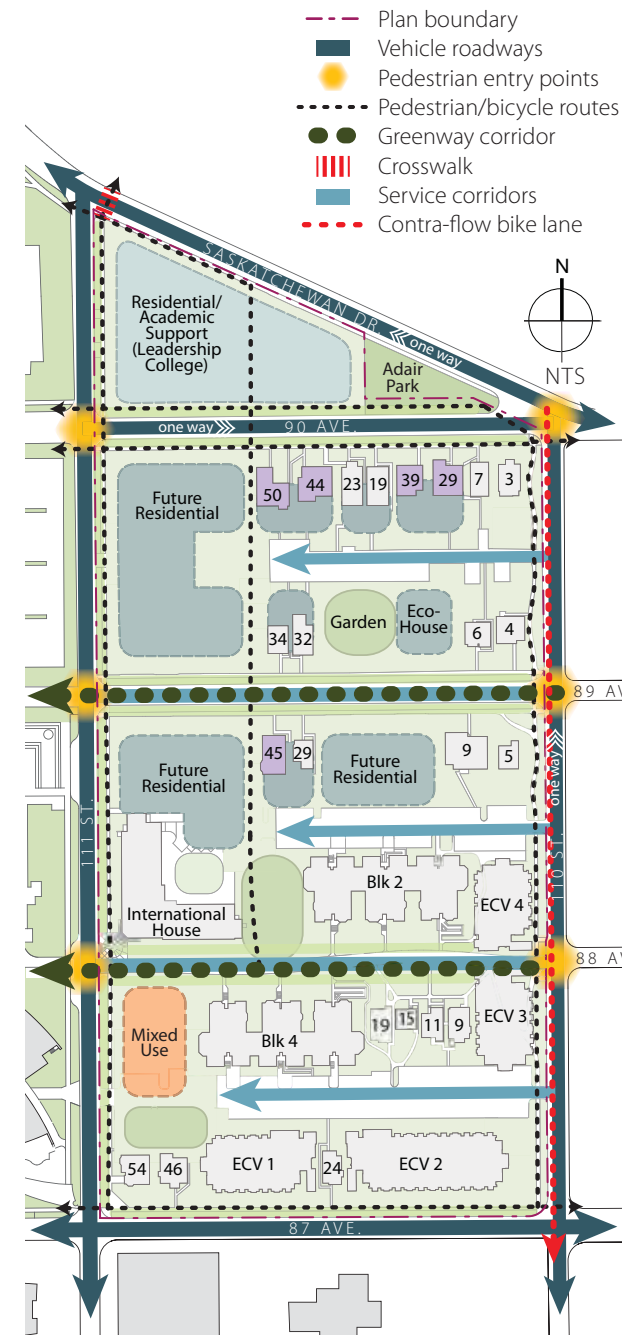 Plan boundary
Vehicle roadways
Pedestrian entry points
Pedestrian/bicycle routes
Greenway corridor
Crosswalk
Service corridors
Contra-flow bike lane
N
NTS
SASKATCHEWAN DR.
one way
Residential/
Academic
Support
(Leadership
College)
Adair
Park
one way
90 AVE.
50
44
23
19
39
29
7
3
Future
Residential
34
32
Garden
Eco-
House
6
4
89 AV
45
29
Future
Residential
Future
Residential
9
5
one way
111 ST.
110 ST.
International
House
Blk 2
ECV 4
88 AV
Mixed
Use
Blk 4
19
15
11
9
ECV 3
54
46
ECV 1
24
ECV 2
87 AVE.